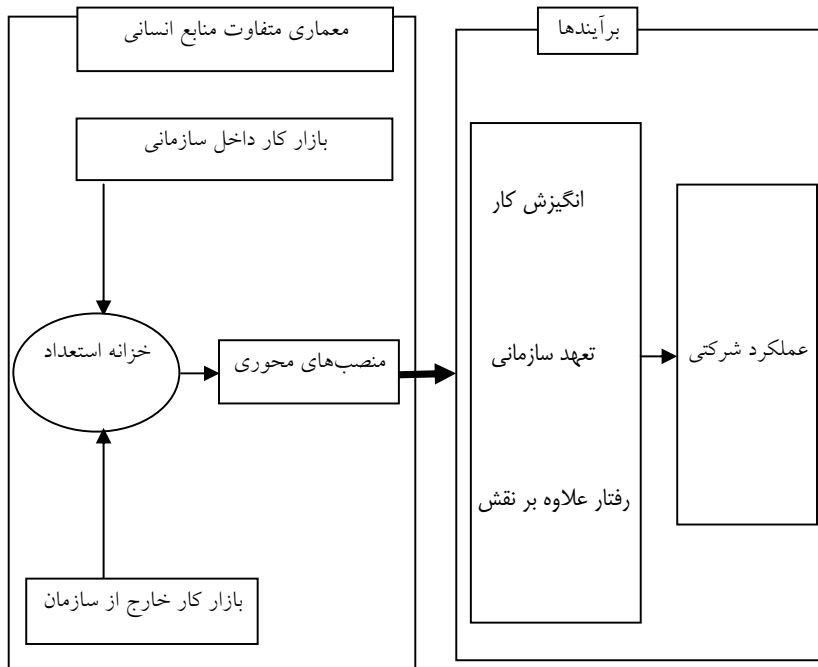 معماری متفاوت منابع انسانی
برآیندها
بازار کار داخل سازمانی
انگیزش کار
خزانه استعداد
منصب‌های محوری
تعهد سازمانی
عملکرد شرکتی
رفتار علاوه بر نقش
بازار کار خارج از سازمان